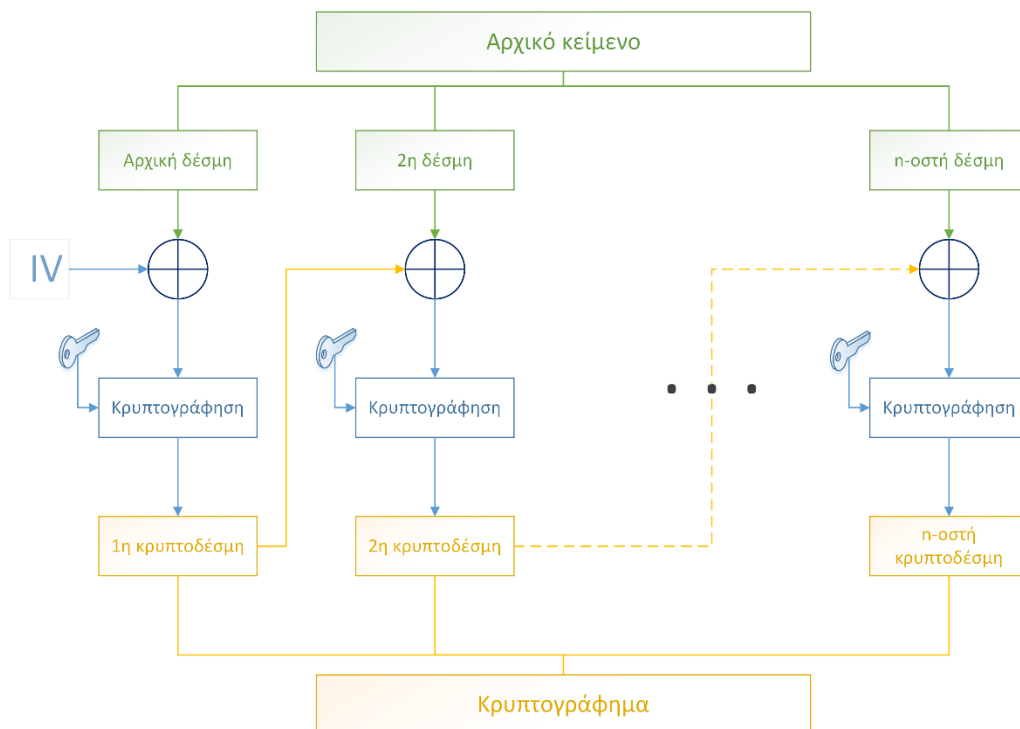 Αρχικό κείμενο
Αρχική δέσμη
2η δέσμη
n-οστή δέσμη
IV
Κρυπτογράφηση
Κρυπτογράφηση
Κρυπτογράφηση
1η κρυπτοδέσμη
2η κρυπτοδέσμη
n-οστή
κρυπτοδέσμη
Κρυπτογράφημα